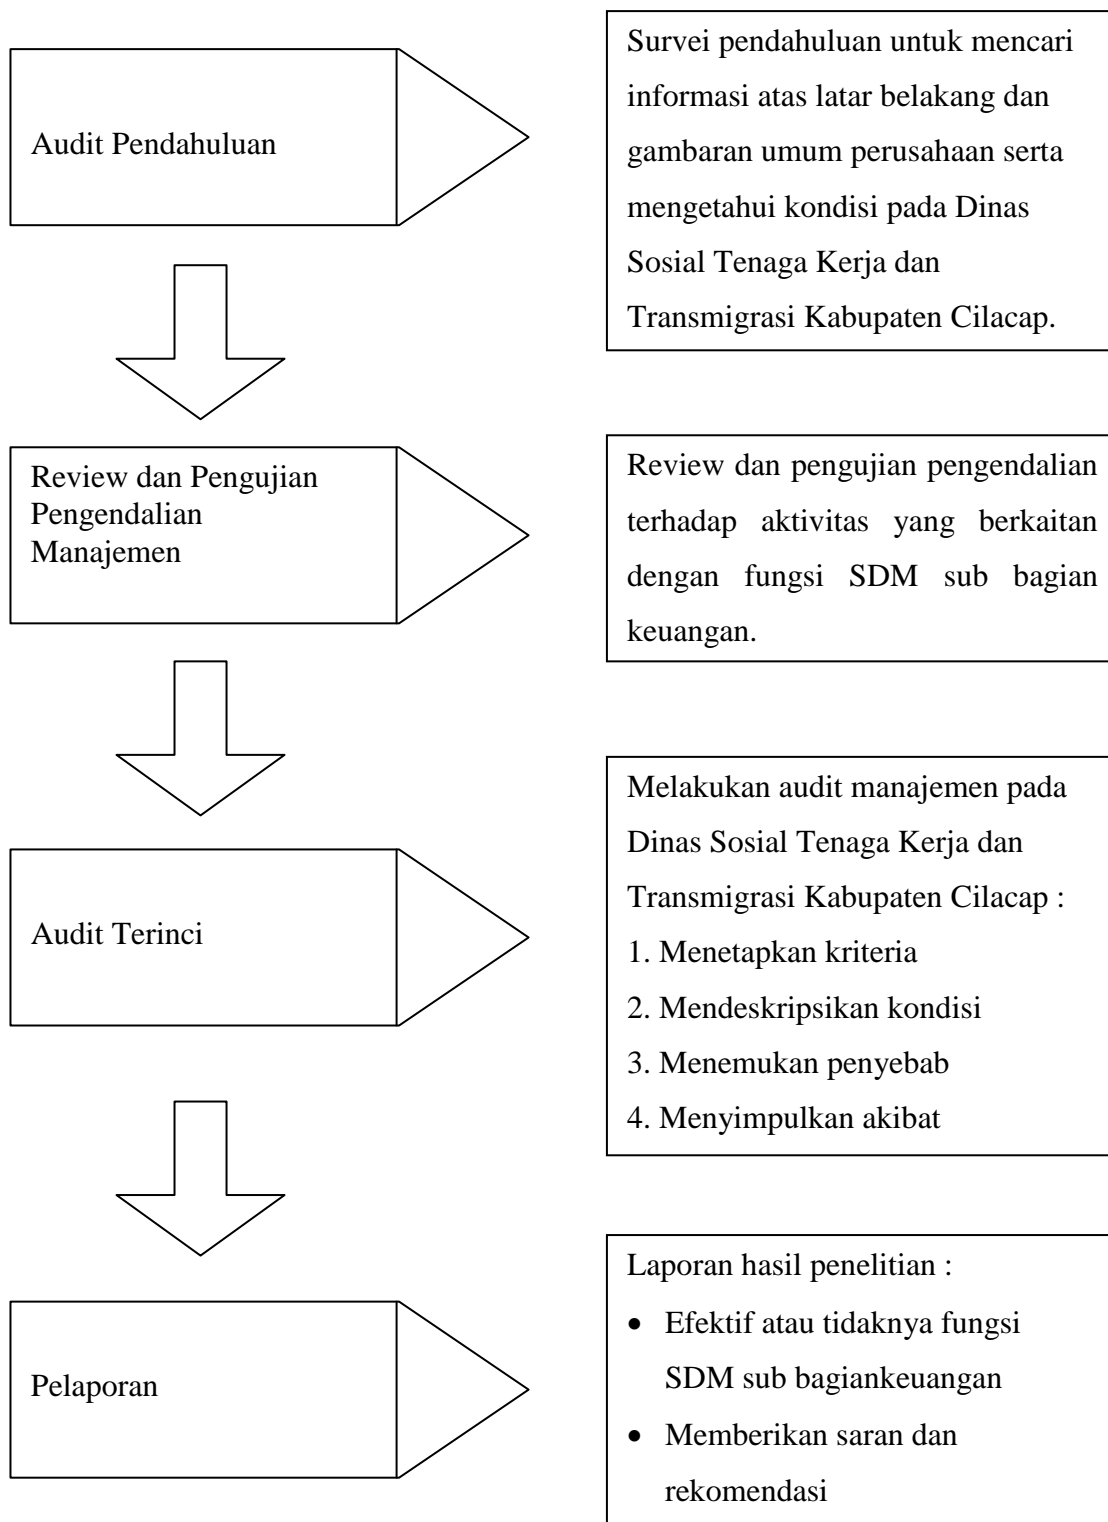 Audit Pendahuluan
Survei pendahuluan untuk mencari
informasi atas latar belakang dan
gambaran umum perusahaan serta
mengetahui kondisi pada Dinas
Sosial Tenaga Kerja dan
Transmigrasi Kabupaten Cilacap.
Review dan Pengujian
Pengendalian
Manajemen
Review dan pengujian pengendalian
terhadap aktivitas yang berkaitan
dengan fungsi SDM sub bagian
keuangan.
Audit Terinci
Melakukan audit manajemen pada
Dinas Sosial Tenaga Kerja dan
Transmigrasi Kabupaten Cilacap :
1. Menetapkan kriteria
2. Mendeskripsikan kondisi
3. Menemukan penyebab
4. Menyimpulkan akibat
Pelaporan
Laporan hasil penelitian :
• Efektif atau tidaknya fungsi
SDM sub bagiankeuangan
• Memberikan saran dan
rekomendasi